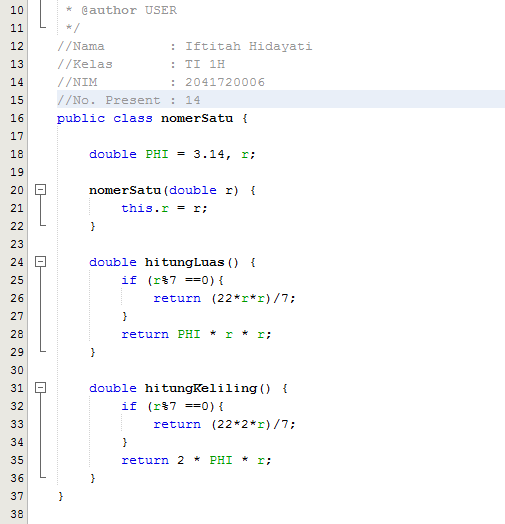 10 * @author USER
11 */
12 //Nama        : Iftitah Hidayati
13 //Kelas       : TI 1H
14 //NIM         : 2041720006
15 //No. Present : 14
16 public class nomerSatu {
17
18     double PHI = 3.14, r;
19
20     nomerSatu(double r) {
21         this.r = r;
22     }
23
24     double hitungLuas() {
25         if (r%7 ==0){
26             return (22*r*r)/7;
27         }
28         return PHI * r * r;
29     }
30
31     double hitungKeliling() {
32         if (r%7 ==0){
33             return (22*2*r)/7;
34         }
35         return 2 * PHI * r;
36     }
37 }
38